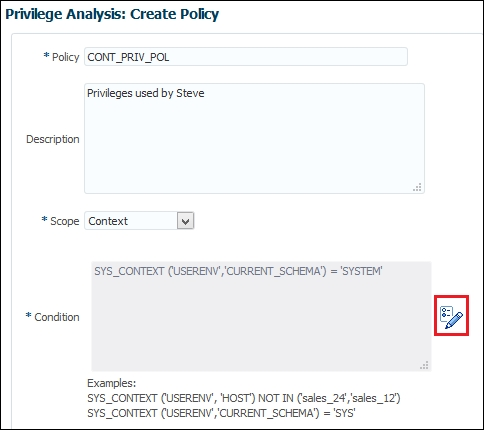 Privilege Analysis: Create Policy
* Policy CONT_PRIV_POL
Privileges used by Steve
Description
* Scope Context
SYS_CONTEXT ('USERENV','CURRENT_SCHEMA') = 'SYSTEM'
* Condition
Examples:
SYS_CONTEXT ('USERENV', 'HOST') NOT IN ('sales_24','sales_12')
SYS_CONTEXT ('USERENV','CURRENT_SCHEMA') = 'SYS'